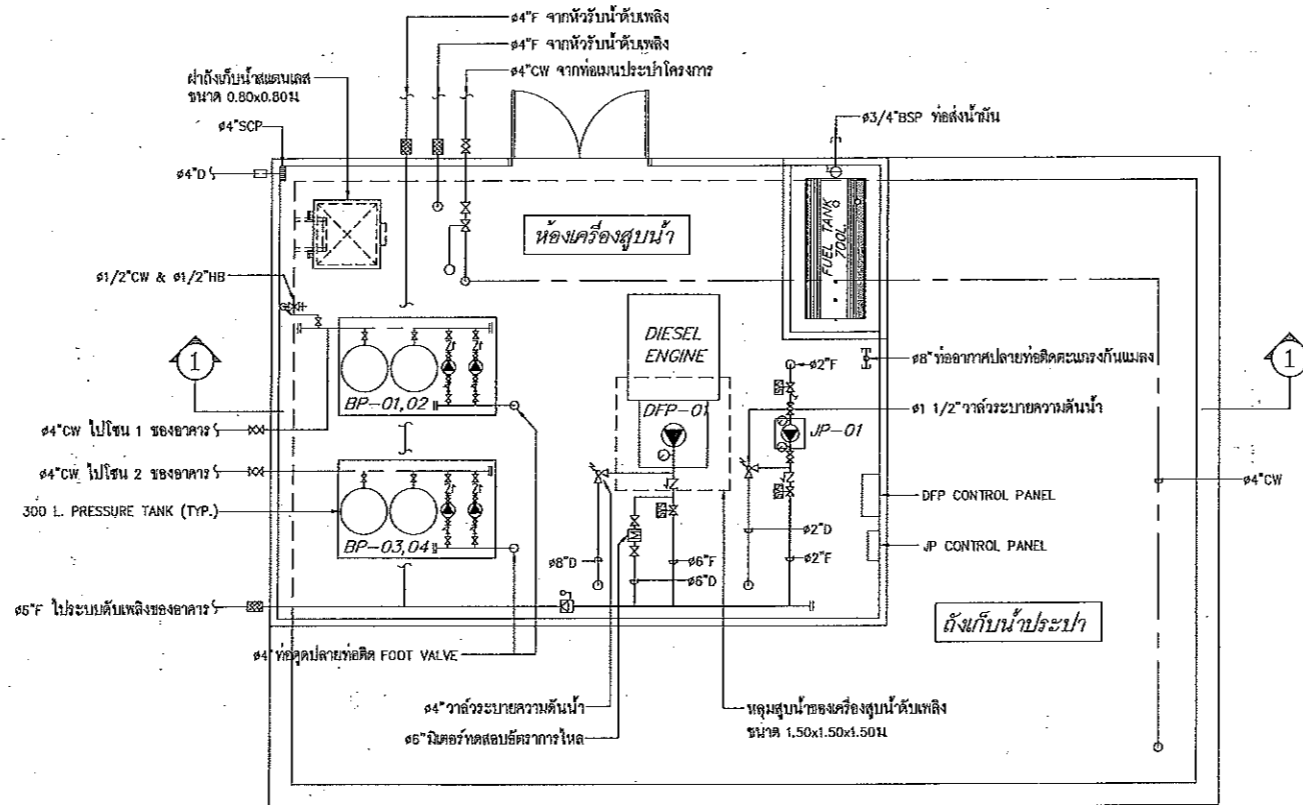 ø4"F จากหัวรับน้ำดับเพลิง
ø4"F จากหัวรับน้ำดับเพลิง
ø4"CW จากท่อเมนประปาโครงการ
ฝาถังเก็บน้ำสแตนเลส
ขนาด 0.80x0.80ม
ø4"SCP
ø3/4"BSP ท่อส่งน้ำมัน
ø4"D
ห้องเครื่องสูบน้ำ
FUEL TANK
700L.
ø1/2"CW & ø1/2"HB
DIESEL
ENGINE
1
1
ø8"ท่ออากาศปลายท่อติดตะแกรงกันแมลง
ø2"F
BP-01,02
DFP-01
JP-01
ø1 1/2"วาล์วระบายความดันน้ำ
ø4"CW ไปโซน 1 ของอาคาร
ø4"CW ไปโซน 2 ของอาคาร
ø4"CW
DFP CONTROL PANEL
300 L. PRESSURE TANK (TYP.)
BP-03,04
ø2"D
JP CONTROL PANEL
ø8"D
ø6"F
ø2"F
ø6"D
ø6"F ไประบบดับเพลิงของอาคาร
ถังเก็บน้ำประปา
ø4"ท่อดูดปลายท่อติด FOOT VALVE
ø4"วาล์วระบายความดันน้ำ
หลุมสูบน้ำของเครื่องสูบน้ำดับเพลิง
ขนาด 1.50x1.50x1.50ม
ø6"มิเตอร์ทดสอบอัตราการไหล